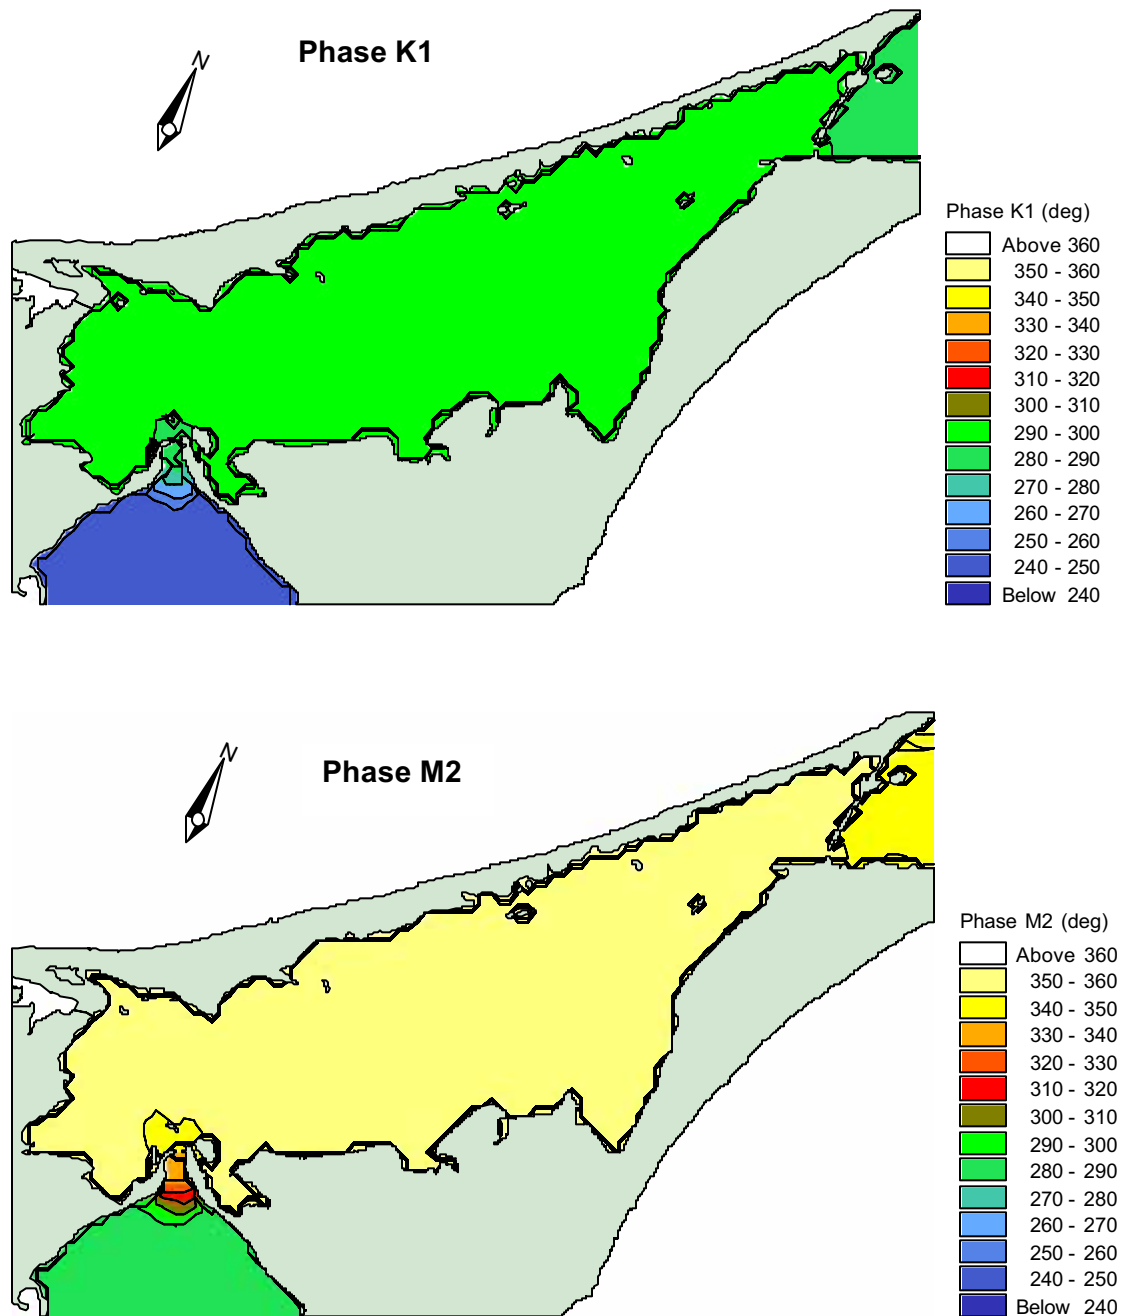 Phase K1
N
Phase K1 (deg)
Above 360
350 - 360
340 - 350
330 - 340
320 - 330
310 - 320
300 - 310
290 - 300
280 - 290
270 - 280
260 - 270
250 - 260
240 - 250
Below 240
Phase M2
N
Phase M2 (deg)
Above 360
350 - 360
340 - 350
330 - 340
320 - 330
310 - 320
300 - 310
290 - 300
280 - 290
270 - 280
260 - 270
250 - 260
240 - 250
Below 240